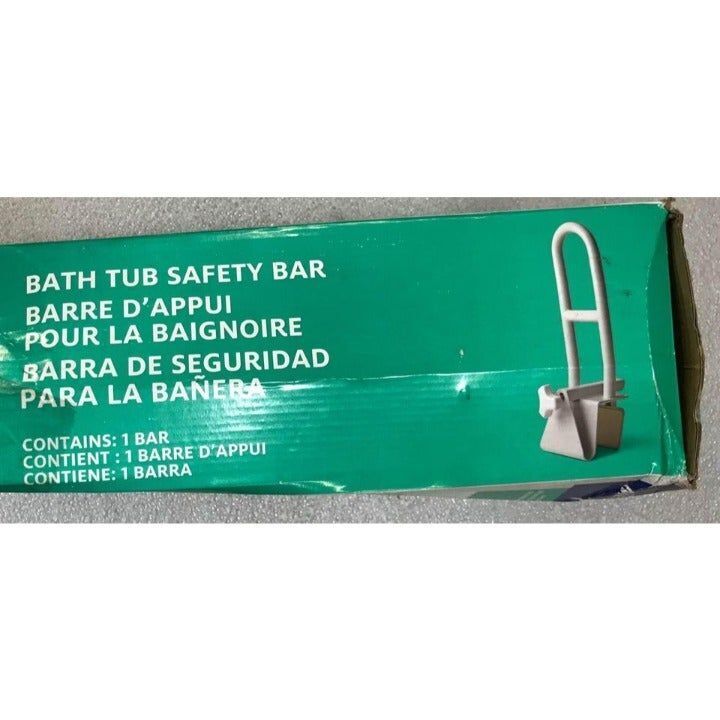 BATH TUB SAFETY BAR
BARRE D'APPUI
POUR LA BAIGNOIRE
BARRA DE SEGURIDAD
PARA LA BAÑERA
CONTAINS: 1 BAR
CONTIENT : 1 BARRE D'APPUI
CONTIENE: 1 BARRA